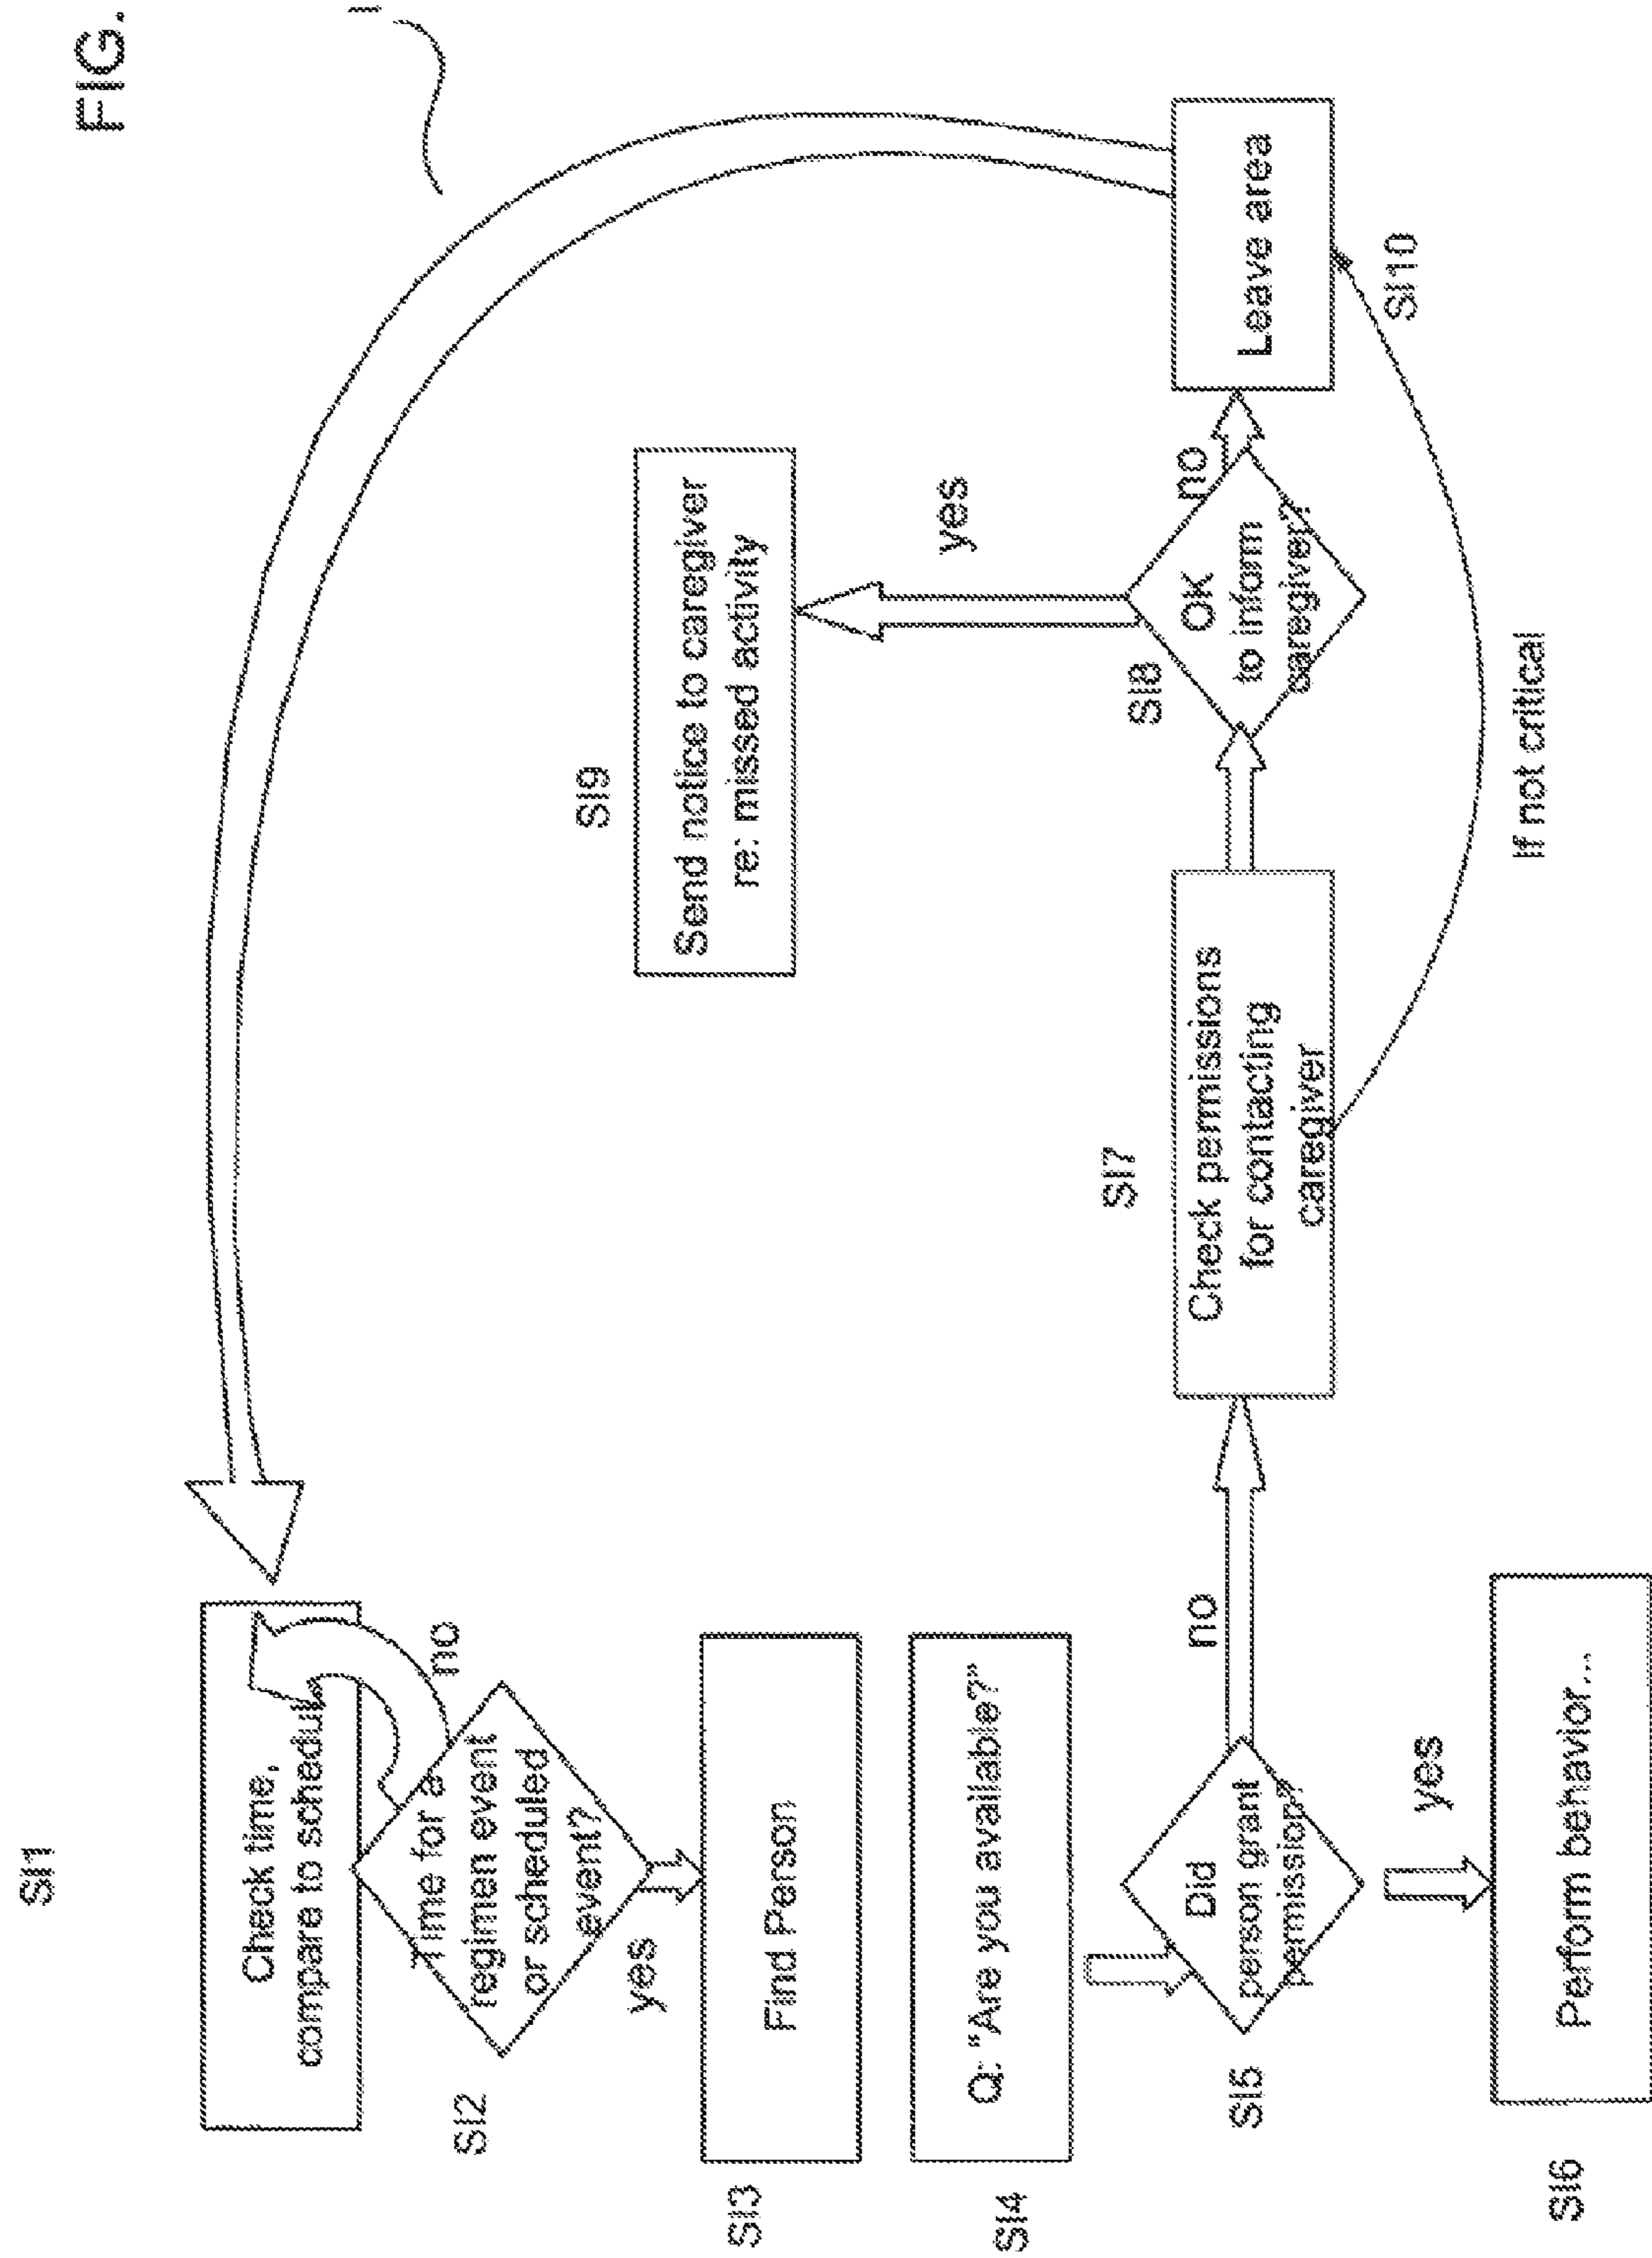 FIG.
I
SI1
Check time,
compare to schedul
SI2
Time for a
regimen event
or scheduled
event?
no
yes
SI3
Find Person
SI4
Q: "Are you available?"
SI5
Did
person grant
permission?
no
yes
SI6
Perform behavior...
SI7
Check permissions
for contacting
caregiver
If not critical
SI8
OK
to inform
caregiver?
yes
no
SI9
Send notice to caregiver
re: missed activity
SI10
Leave area